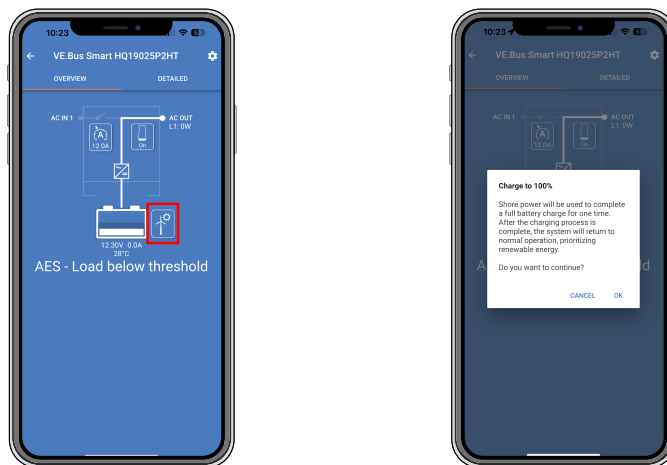 10:23
VE.Bus Smart HQ19025P2HT
OVERVIEW DETAILED
AC IN 1
AC OUT
L1: 0W
12.0A
On
12.30V 0.0A
28°C
AES - Load below threshold
10:23
VE.Bus Smart HQ19025P2HT
OVERVIEW DETAILED
AC IN 1
AC OUT
L1: 0W
12.0A
On
Charge to 100%
Shore power will be used to complete
a full battery charge for one time.
After the charging process is
complete, the system will return to
normal operation, prioritizing
renewable energy.
Do you want to continue?
CANCEL OK